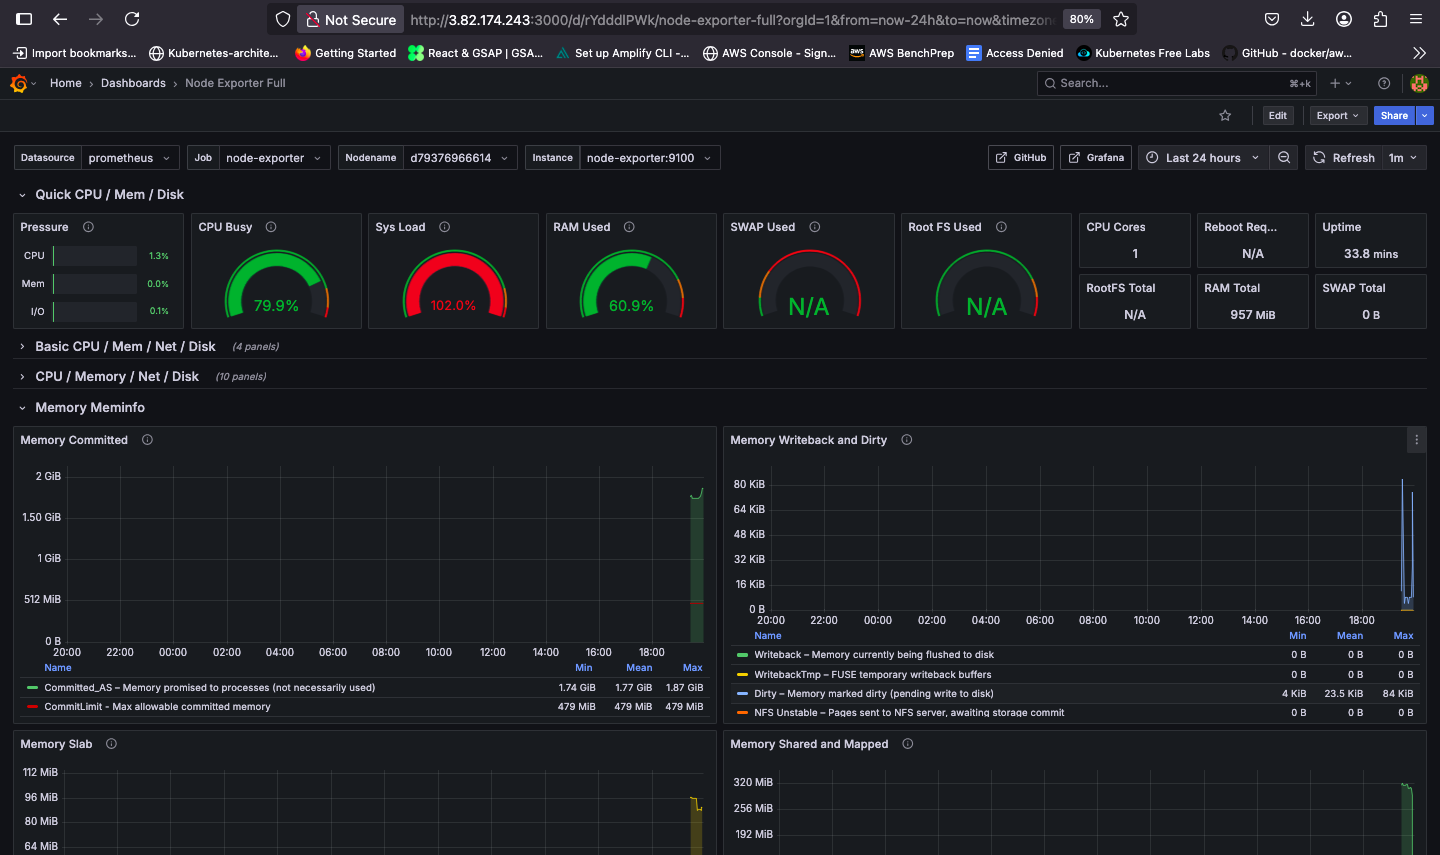 Not Secure http://3.82.174.243:3000/d/rYdddlPWk/node-exporter-full?orgId=1&from=now-24h&to=now&timezon 80%
Import bookmarks... Kubernetes-archite... Getting Started React & GSAP | GSA... Set up Amplify CLI -... AWS Console - Sign... aws AWS BenchPrep Access Denied Kubernetes Free Labs GitHub - docker/aw...
Home › Dashboards › Node Exporter Full Search... ⌘+k
Edit Export Share
Datasource prometheus Job node-exporter Nodename d79376966614 Instance node-exporter:9100 GitHub Grafana Last 24 hours Refresh 1m
Quick CPU / Mem / Disk
Pressure CPU Busy Sys Load RAM Used SWAP Used Root FS Used CPU Cores Reboot Req... Uptime
CPU 1.3% 1 N/A 33.8 mins
Mem 0.0% RootFS Total RAM Total SWAP Total
I/O 0.1% 79.9% 102.0% 60.9% N/A N/A N/A 957 MiB 0 B
Basic CPU / Mem / Net / Disk (4 panels)
CPU / Memory / Net / Disk (10 panels)
Memory Meminfo
Memory Committed
2 GiB
1.50 GiB
1 GiB
512 MiB
0 B
20:00 22:00 00:00 02:00 04:00 06:00 08:00 10:00 12:00 14:00 16:00 18:00
Name Min Mean Max
Committed_AS – Memory promised to processes (not necessarily used) 1.74 GiB 1.77 GiB 1.87 GiB
CommitLimit - Max allowable committed memory 479 MiB 479 MiB 479 MiB
Memory Writeback and Dirty
80 KiB
64 KiB
48 KiB
32 KiB
16 KiB
0 B
20:00 22:00 00:00 02:00 04:00 06:00 08:00 10:00 12:00 14:00 16:00 18:00
Name Min Mean Max
Writeback – Memory currently being flushed to disk 0 B 0 B 0 B
WritebackTmp – FUSE temporary writeback buffers 0 B 0 B 0 B
Dirty – Memory marked dirty (pending write to disk) 4 KiB 23.5 KiB 84 KiB
NFS Unstable – Pages sent to NFS server, awaiting storage commit 0 B 0 B 0 B
Memory Slab
112 MiB
96 MiB
80 MiB
64 MiB
Memory Shared and Mapped
320 MiB
256 MiB
192 MiB